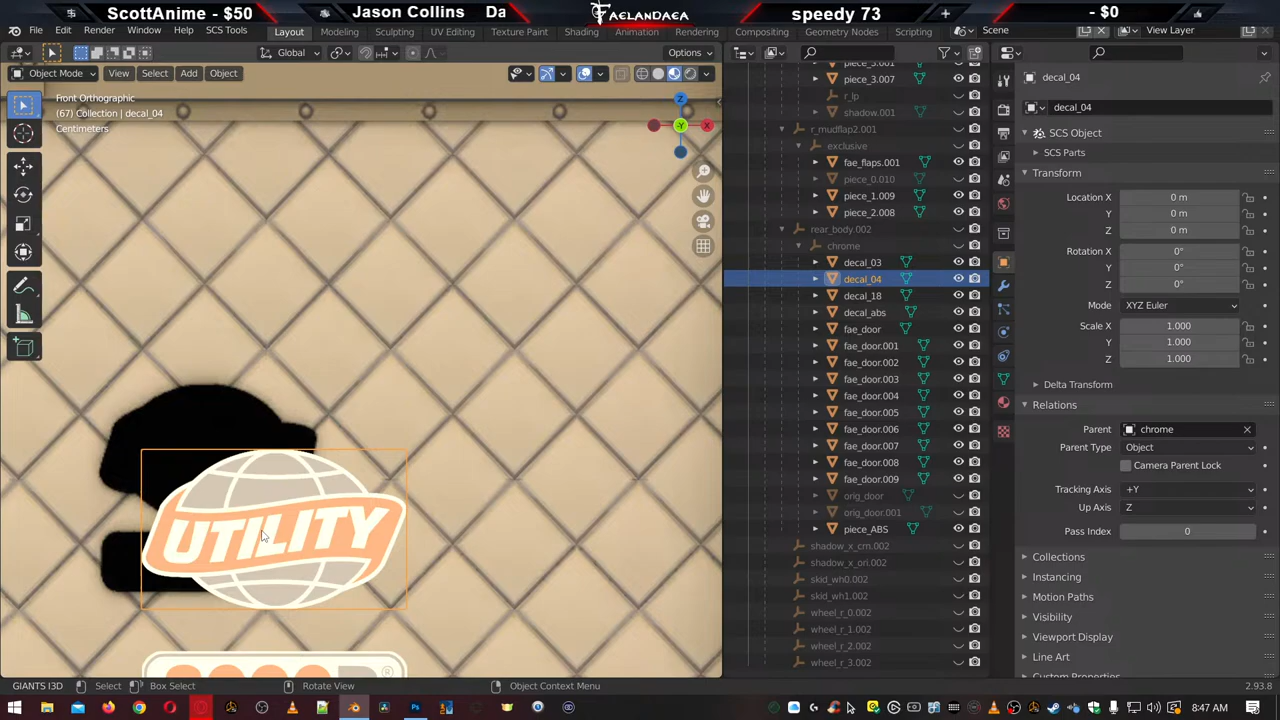 ScottAnime - $50
Jason Collins    Da
FAELANDAEA
speedy 73
- $0
File Edit Render Window Help SCS Tools
Layout Modeling Sculpting UV Editing Texture Paint Shading Animation Rendering Compositing Geometry Nodes Scripting
Scene
View Layer
Global
Options
Object Mode View Select Add Object
Front Orthographic
(67) Collection | decal_04
Centimeters
Z
X
-Y
UTILITY
®
piece_3.001
piece_3.007
r_lp
shadow.001
r_mudflap2.001
exclusive
fae_flaps.001
piece_0.010
piece_1.009
piece_2.008
rear_body.002
chrome
decal_03
decal_04
decal_18
decal_abs
fae_door
fae_door.001
fae_door.002
fae_door.003
fae_door.004
fae_door.005
fae_door.006
fae_door.007
fae_door.008
fae_door.009
orig_door
orig_door.001
piece_ABS
shadow_x_crn.002
shadow_x_ori.002
skid_wh0.002
skid_wh1.002
wheel_r_0.002
wheel_r_1.002
wheel_r_2.002
wheel_r_3.002
decal_04
decal_04
SCS Object
SCS Parts
Transform
Location X 0 m
Y 0 m
Z 0 m
Rotation X 0°
Y 0°
Z 0°
Mode XYZ Euler
Scale X 1.000
Y 1.000
Z 1.000
Delta Transform
Relations
Parent chrome
Parent Type Object
Camera Parent Lock
Tracking Axis +Y
Up Axis Z
Pass Index 0
Collections
Instancing
Motion Paths
Visibility
Viewport Display
Line Art
Custom Properties
GIANTS I3D Select Box Select Rotate View Object Context Menu 2.93.8
8:47 AM